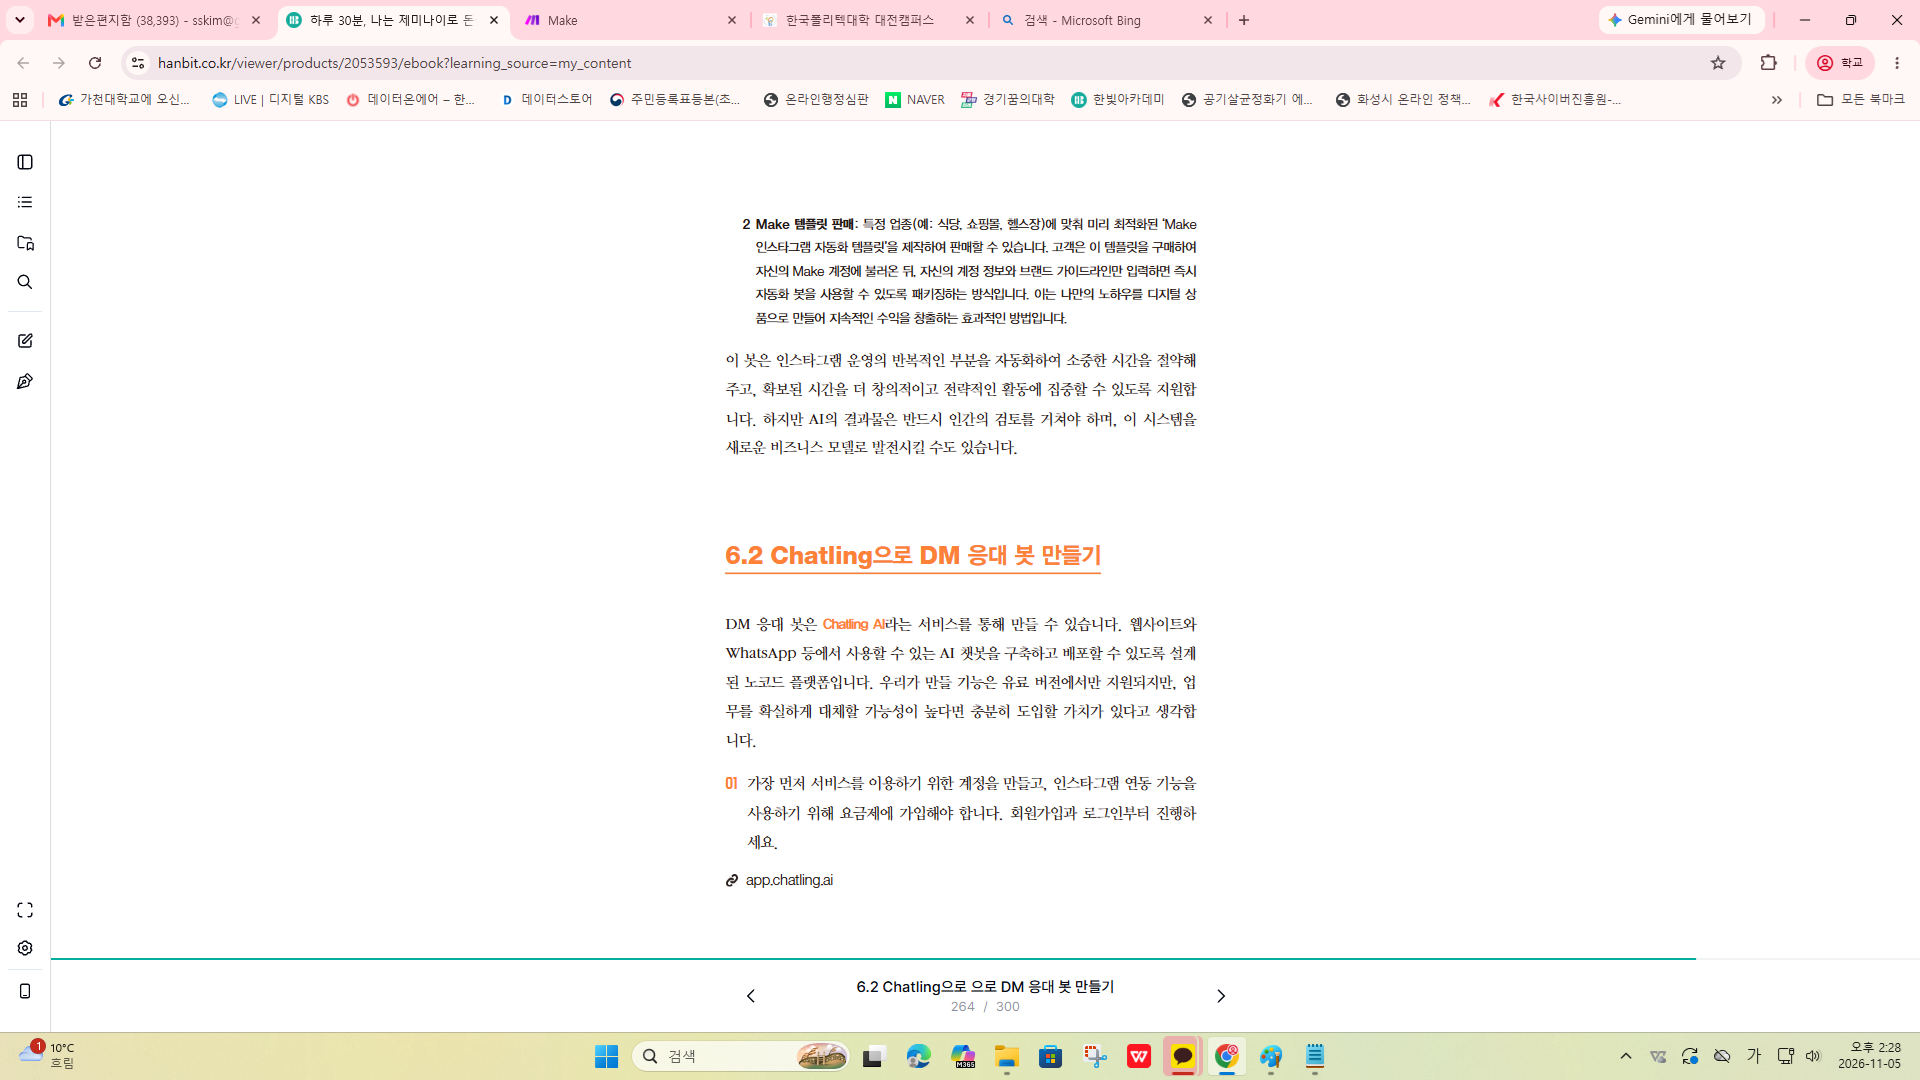 받은편지함 (38,393) - sskim@g
하루 30분, 나는 제미나이로 돈
Make
한국폴리텍대학 대전캠퍼스
검색 - Microsoft Bing
Gemini에게 물어보기
hanbit.co.kr/viewer/products/2053593/ebook?learning_source=my_content
학교
가천대학교에 오신...
LIVE | 디지털 KBS
데이터온에어 – 한...
데이터스토어
주민등록표등본(초...
온라인행정심판
NAVER
경기꿈의대학
한빛아카데미
공기살균정화기 에...
화성시 온라인 정책...
한국사이버진흥원-...
모든 북마크
2 Make 템플릿 판매: 특정 업종(예: 식당, 쇼핑몰, 헬스장)에 맞춰 미리 최적화된 'Make
인스타그램 자동화 템플릿'을 제작하여 판매할 수 있습니다. 고객은 이 템플릿을 구매하여
자신의 Make 계정에 불러온 뒤, 자신의 계정 정보와 브랜드 가이드라인만 입력하면 즉시
자동화 봇을 사용할 수 있도록 패키징하는 방식입니다. 이는 나만의 노하우를 디지털 상
품으로 만들어 지속적인 수익을 창출하는 효과적인 방법입니다.
이 봇은 인스타그램 운영의 반복적인 부분을 자동화하여 소중한 시간을 절약해
주고, 확보된 시간을 더 창의적이고 전략적인 활동에 집중할 수 있도록 지원합
니다. 하지만 AI의 결과물은 반드시 인간의 검토를 거쳐야 하며, 이 시스템을
새로운 비즈니스 모델로 발전시킬 수도 있습니다.
6.2 Chatling으로 DM 응대 봇 만들기
DM 응대 봇은 Chatling AI라는 서비스를 통해 만들 수 있습니다. 웹사이트와
WhatsApp 등에서 사용할 수 있는 AI 챗봇을 구축하고 배포할 수 있도록 설계
된 노코드 플랫폼입니다. 우리가 만들 기능은 유료 버전에서만 지원되지만, 업
무를 확실하게 대체할 가능성이 높다면 충분히 도입할 가치가 있다고 생각합
니다.
01 가장 먼저 서비스를 이용하기 위한 계정을 만들고, 인스타그램 연동 기능을
사용하기 위해 요금제에 가입해야 합니다. 회원가입과 로그인부터 진행하
세요.
app.chatling.ai
6.2 Chatling으로 으로 DM 응대 봇 만들기
264 / 300
1
10°C
흐림
검색
M365
가
오후 2:28
2026-11-05